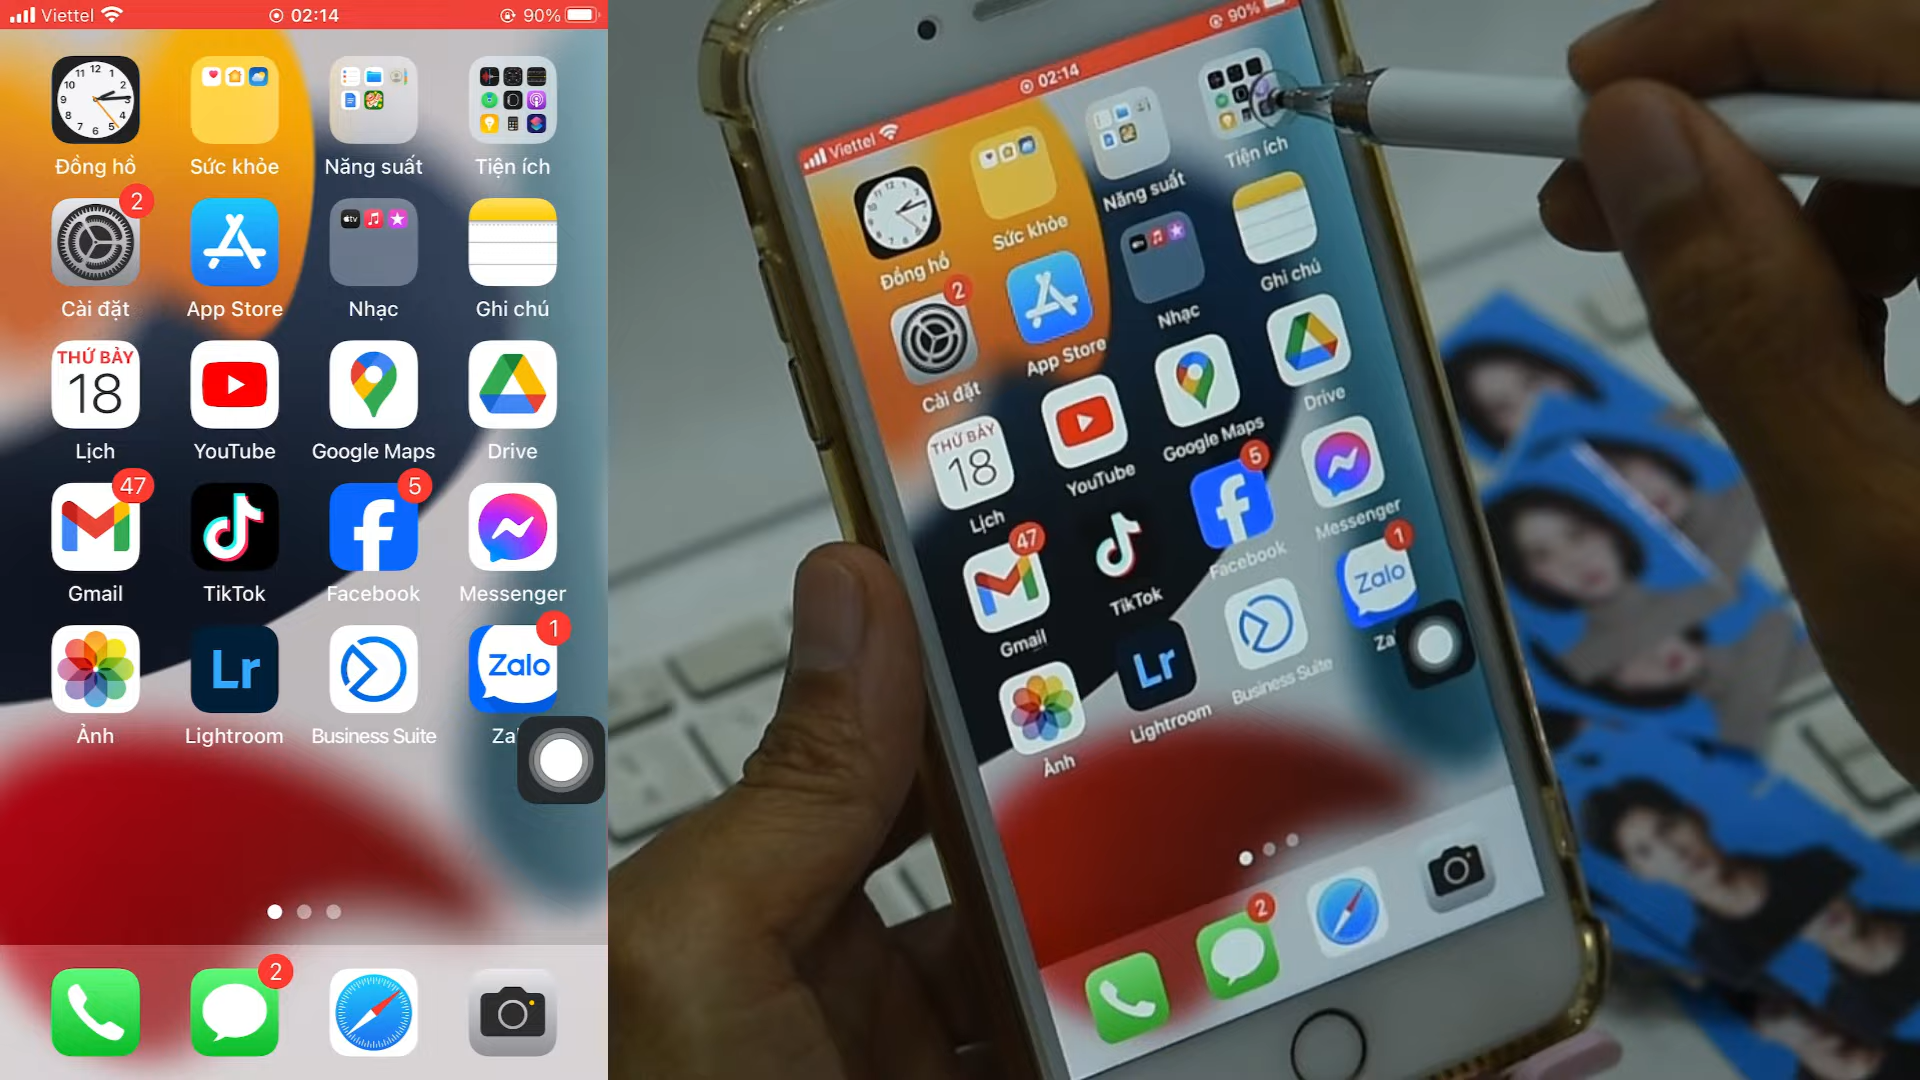 Viettel 02:14 90%
Đồng hồ Sức khỏe Năng suất Tiện ích
2
Cài đặt App Store Nhạc Ghi chú
THỨ BẢY
18
Lịch YouTube Google Maps Drive
47 5
Gmail TikTok Facebook Messenger
Lr Zalo 1
Ảnh Lightroom Business Suite Za
2
Viettel 02:14 90%
Đồng hồ Sức khỏe Năng suất Tiện ích
2
Cài đặt App Store Nhạc Ghi chú
THỨ BẢY
18
Lịch YouTube Google Maps Drive
47 5
Gmail TikTok Facebook Messenger
Lr Zalo 1
Ảnh Lightroom Business Suite Za
2